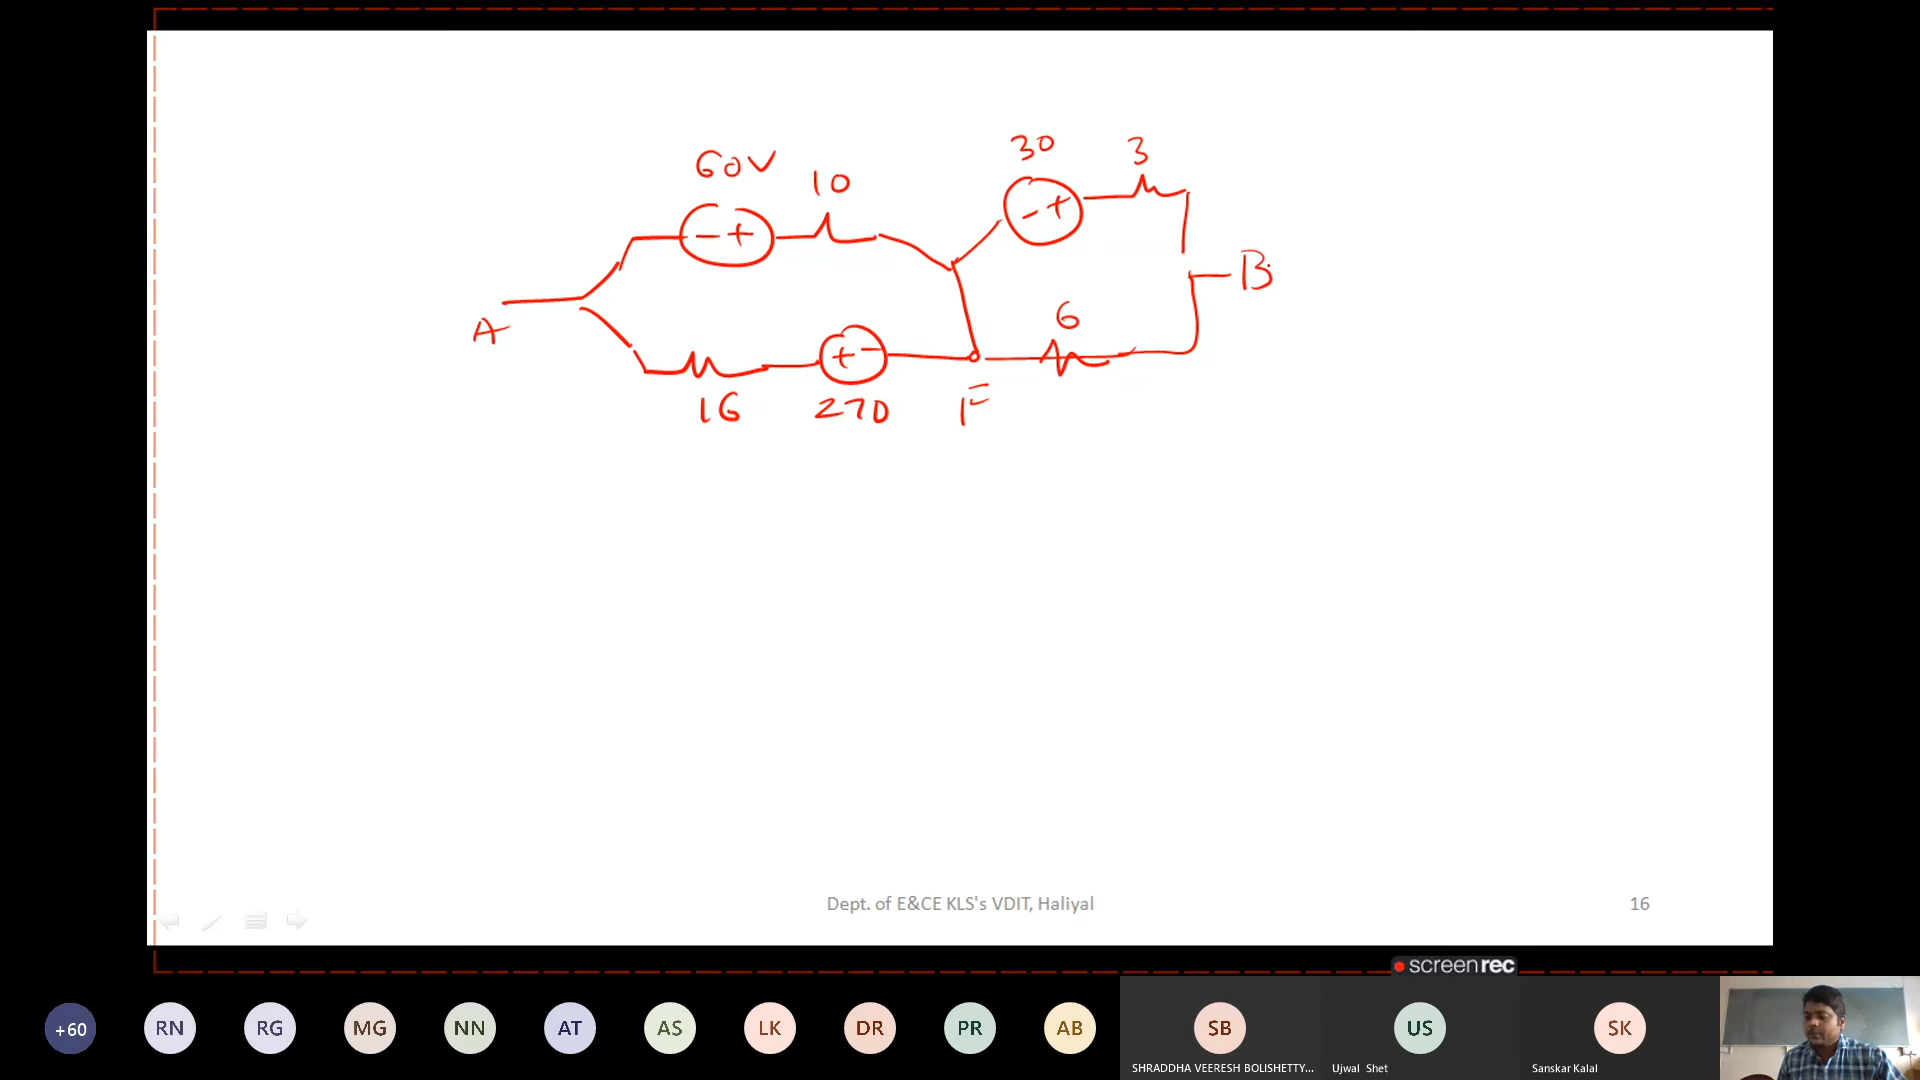 60V
10
30
3
- +
- +
A
B
6
+ -
16
270
F
Dept. of E&CE KLS's VDIT, Haliyal
16
screenrec
+60
RN
RG
MG
NN
AT
AS
LK
DR
PR
AB
SB
US
SK
SHRADDHA VEERESH BOLISHETTY...
Ujwal Shet
Sanskar Kalal